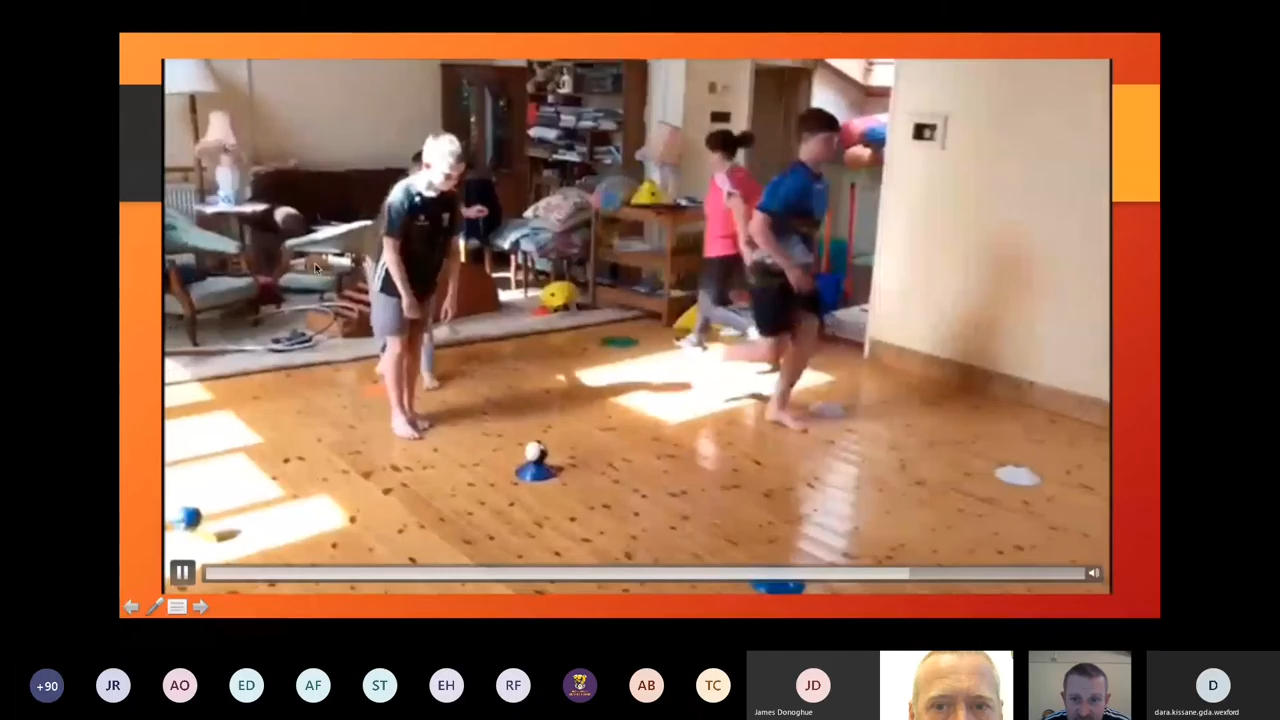 +90
JR
AO
ED
AF
ST
EH
RF
AB
TC
JD
James Donoghue
D
dara.kissane.gda.wexford